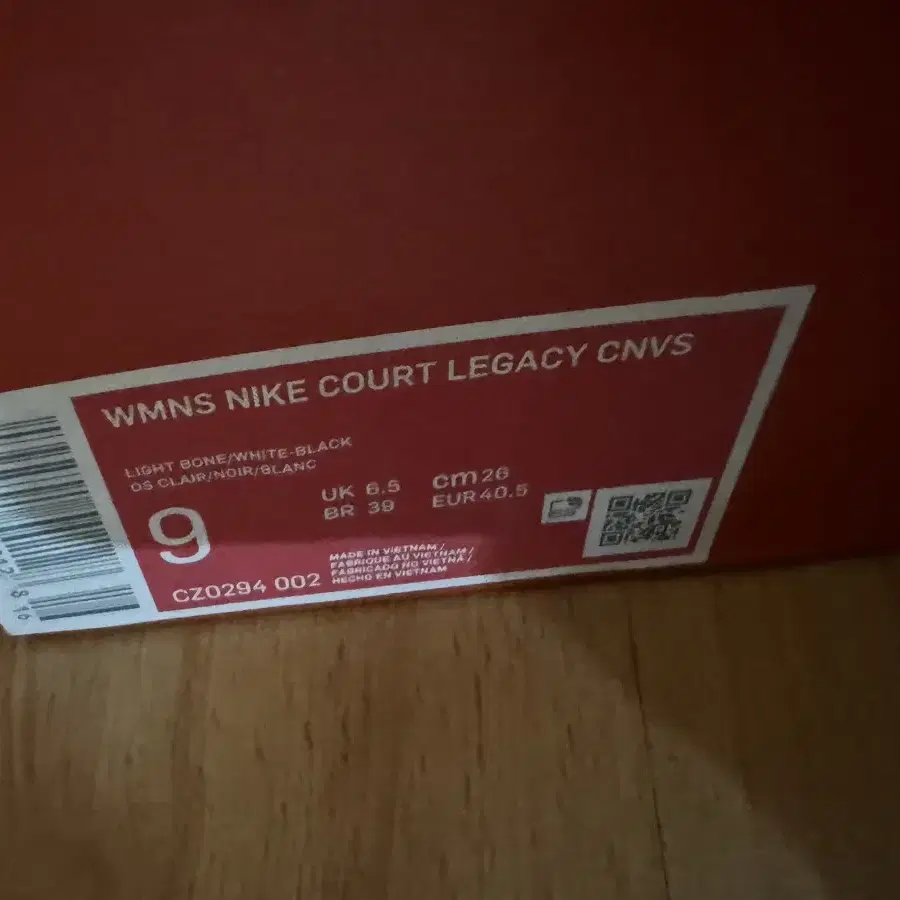 WMNS NIKE COURT LEGACY CNVS
LIGHT BONE/WHITE-BLACK
OS CLAIR/NOIR/BLANC
9
UK 6.5 cm 26
BR 39 EUR 40.5
CZ0294 002
MADE IN VIETNAM /
FABRIQUE AU VIETNAM /
FABRICADO NO VIETNÃ /
HECHO EN VIETNAM